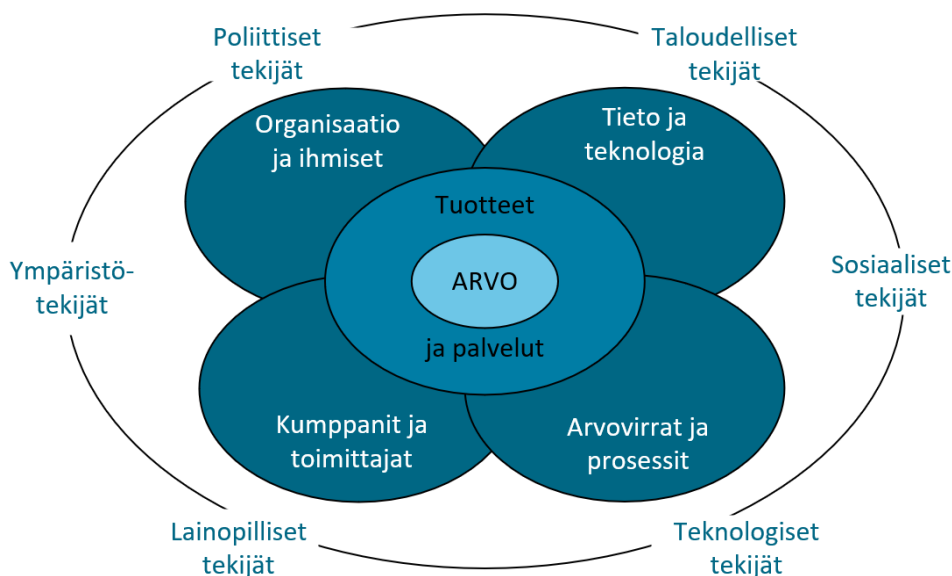 Poliittiset
tekijät
Taloudelliset
tekijät
Organisaatio
ja ihmiset
Tieto ja
teknologia
Tuotteet
ARVO
ja palvelut
Ympäristö-
tekijät
Sosiaaliset
tekijät
Kumppanit ja
toimittajat
Arvovirrat ja
prosessit
Lainopilliset
tekijät
Teknologiset
tekijät